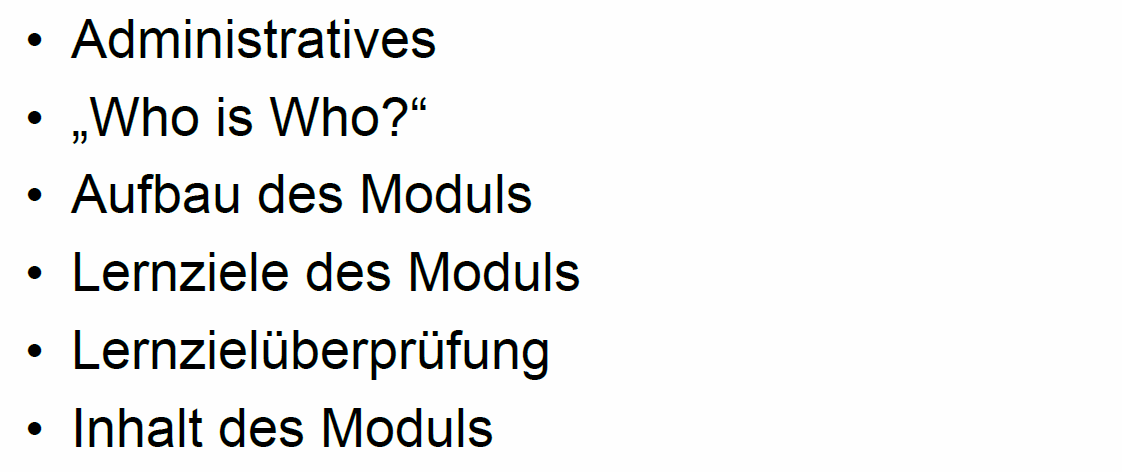 • Administratives
• „Who is Who?“
• Aufbau des Moduls
• Lernziele des Moduls
• Lernzielüberprüfung
• Inhalt des Moduls